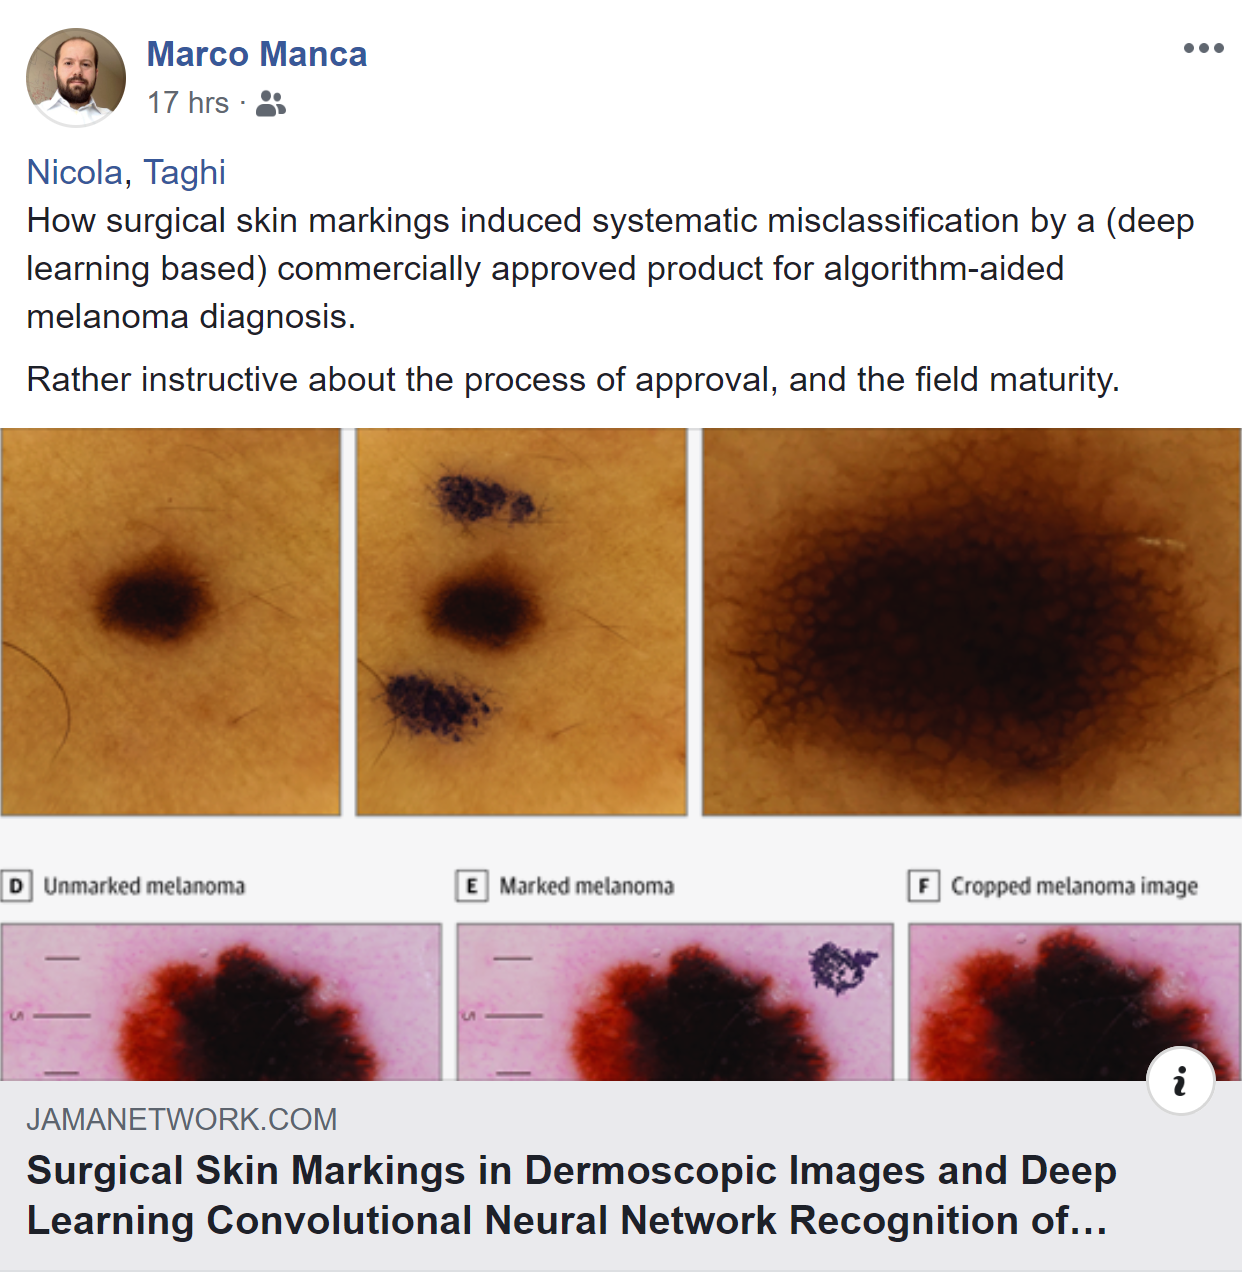 Marco Manca
17 hrs ·
Nicola, Taghi
How surgical skin markings induced systematic misclassification by a (deep
learning based) commercially approved product for algorithm-aided
melanoma diagnosis.
Rather instructive about the process of approval, and the field maturity.
D Unmarked melanoma
E Marked melanoma
F Cropped melanoma image
5
5
i
JAMANETWORK.COM
Surgical Skin Markings in Dermoscopic Images and Deep
Learning Convolutional Neural Network Recognition of…